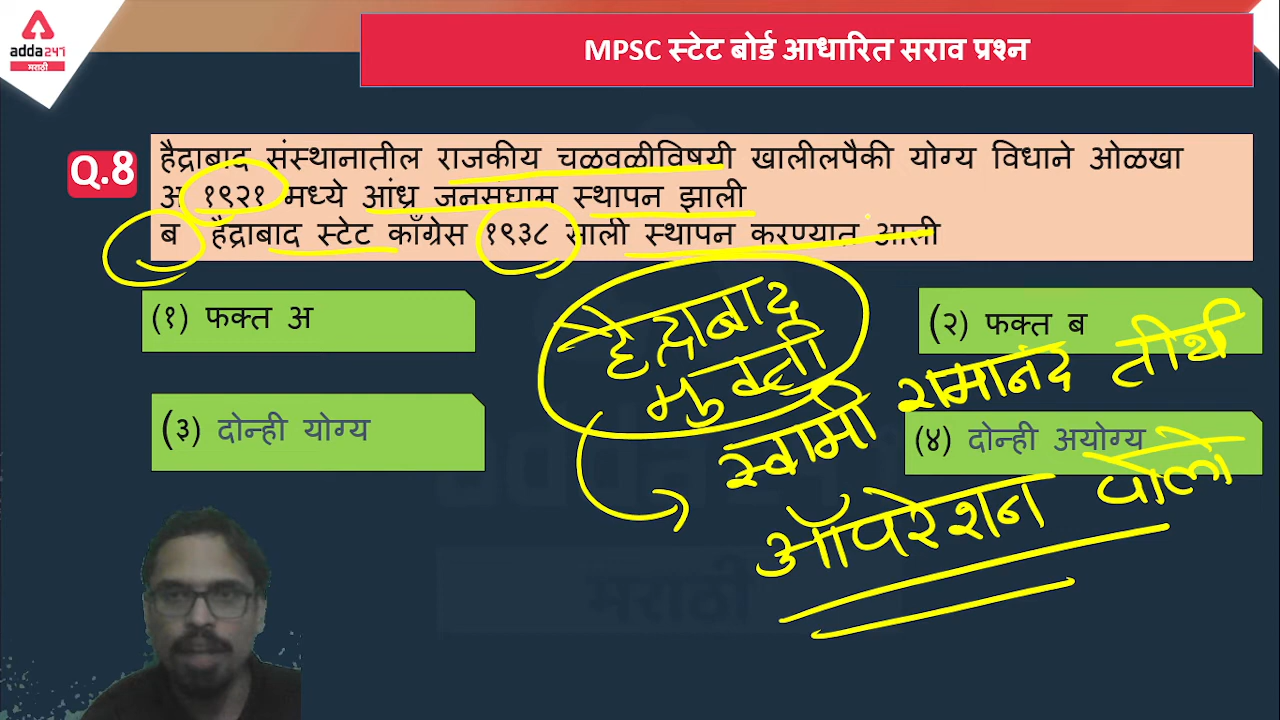 adda247
मराठी
MPSC स्टेट बोर्ड आधारित सराव प्रश्न
Q.8
हैद्राबाद संस्थानातील राजकीय चळवळीविषयी खालीलपैकी योग्य विधाने ओळखा
अ १९२१ मध्ये आंध्र जनसंघाम स्थापन झाली
ब हैद्राबाद स्टेट काँग्रेस १९३८ साली स्थापन करण्यात आली
(१) फक्त अ
(२) फक्त ब
(३) दोन्ही योग्य
(४) दोन्ही अयोग्य
हैद्राबाद
मुक्ती
स्वामी रामानंद तीर्थ
ऑपरेशन पोलो
मराठी